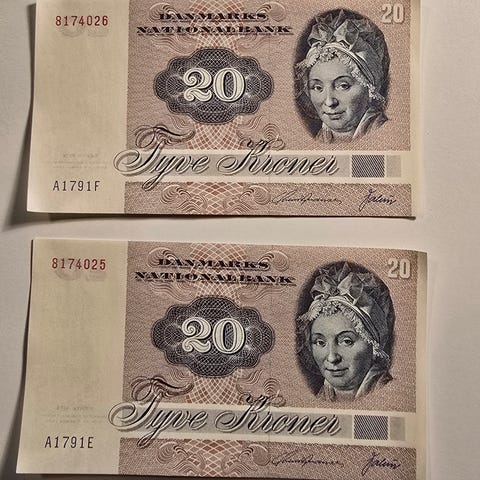 8174026
DANMARKS
NATIONALBANK
20
20
Tyve Kroner
A1791F
8174025
DANMARKS
NATIONALBANK
20
20
Tyve Kroner
A1791E